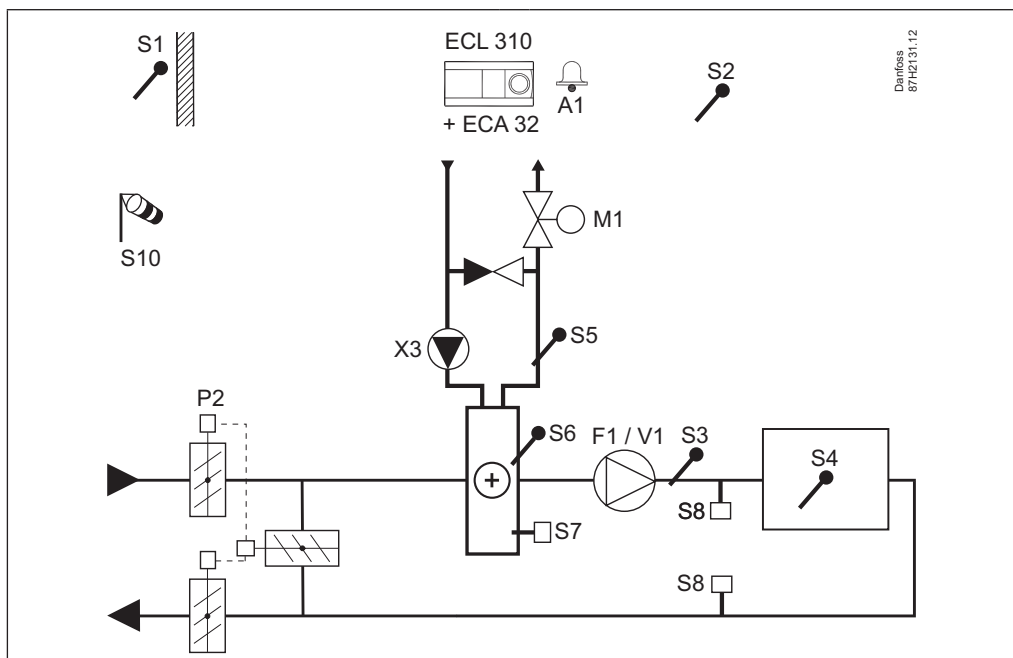 S1
ECL 310
+ ECA 32
A1
S2
Danfoss
87H2131.12
S10
M1
X3
S5
P2
S6
F1 / V1
S3
S4
S8
S7
S8